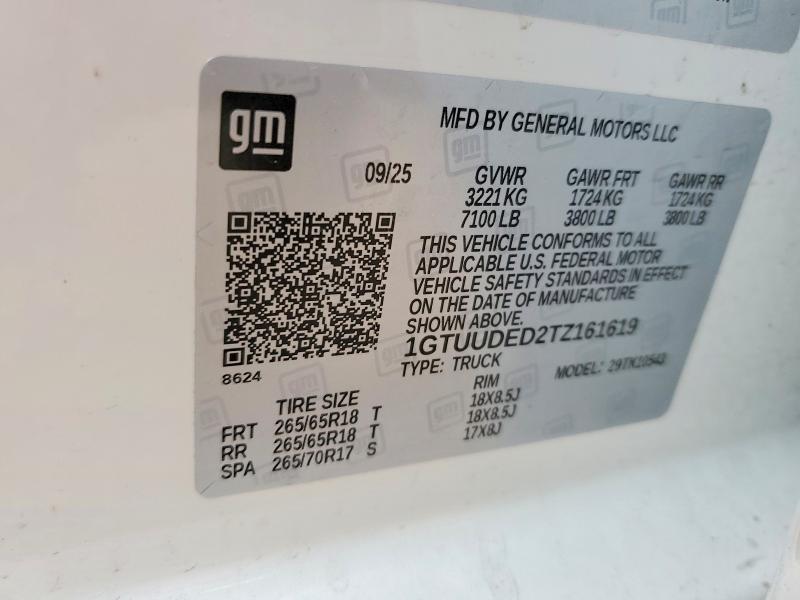 gm
MFD BY GENERAL MOTORS LLC
09/25 GVWR GAWR FRT GAWR RR
3221 KG 1724 KG 1724 KG
7100 LB 3800 LB 3800 LB
THIS VEHICLE CONFORMS TO ALL
APPLICABLE U.S. FEDERAL MOTOR
VEHICLE SAFETY STANDARDS IN EFFECT
ON THE DATE OF MANUFACTURE
SHOWN ABOVE.
1GTUUDED2TZ161619
8624
TYPE: TRUCK MODEL: 29TK10543
TIRE SIZE RIM
FRT 265/65R18 T 18X8.5J
RR 265/65R18 T 18X8.5J
SPA 265/70R17 S 17X8J